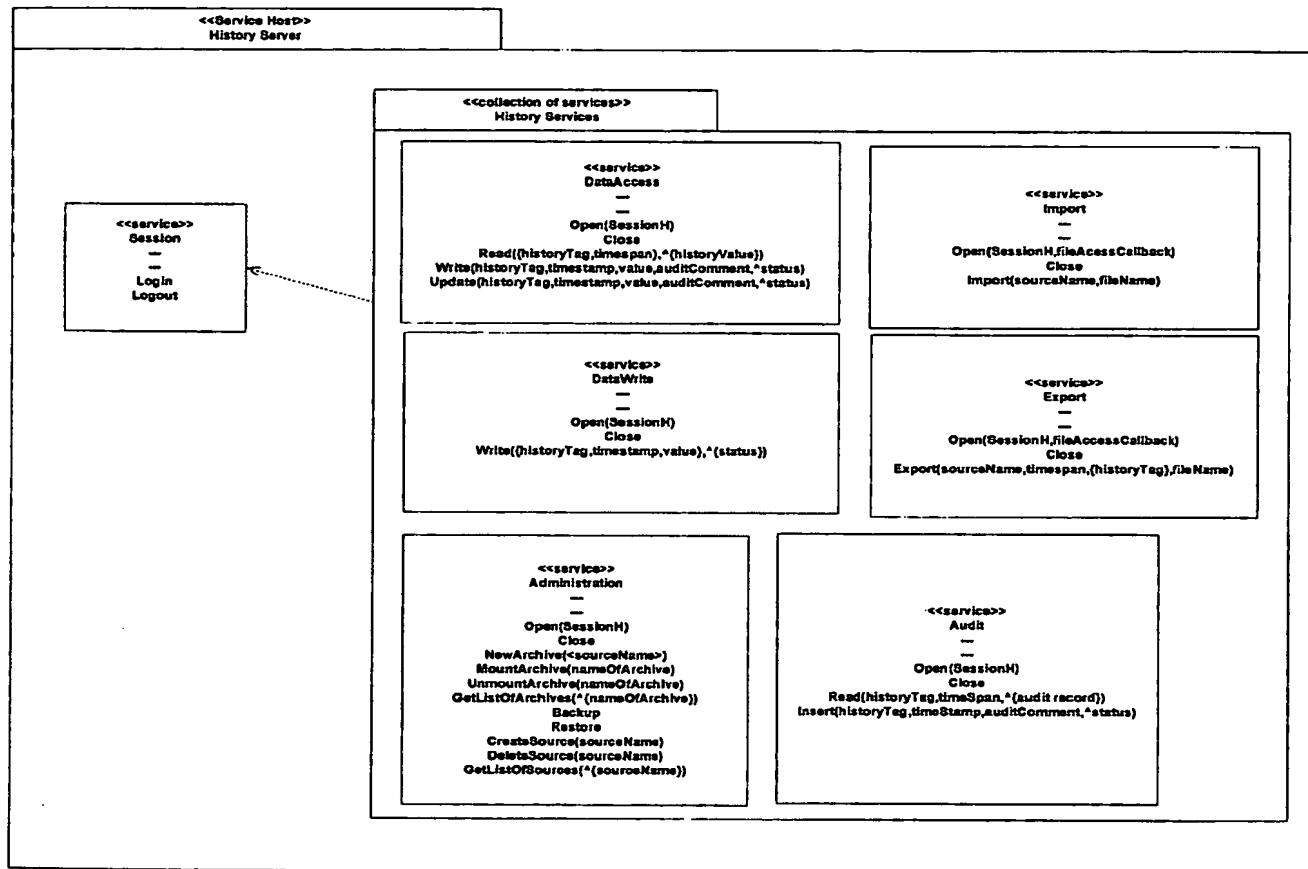 <<Service Host>>
History Server
<<collection of services>>
History Services
<<service>>
Session
—
—
Login
Logout
<<service>>
DataAccess
—
—
Open(SessionH)
Close
Read({historyTag,timespan),^{historyValue})
Write(historyTag,timestamp,value,auditComment,^status)
Update(historyTag,timestamp,value,auditComment,^status)
<<service>>
Import
—
—
Open(SessionH,fileAcessCallback)
Close
Import(sourceName,fileName)
<<service>>
DataWrite
—
—
Open(SessionH)
Close
Write({historyTag,timestamp,value},^{status})
<<service>>
Export
—
—
Open(SessionH,fileAccessCallback)
Close
Export(sourceName,timespan,{historyTag},fileName)
<<service>>
Administration
—
—
Open(SessionH)
Close
NewArchive(<sourceName>)
MountArchive(nameOfArchive)
UnmountArchive(nameOfArchive)
GetListOfArchives(^{nameOfArchive})
Backup
Restore
CreateSource(sourceName)
DeleteSource(sourceName)
GetListOfSources(^{sourceName})
<<service>>
Audit
—
—
Open(SessionH)
Close
Read(historyTag,timeSpan,^{audit record})
Insert(historyTag,timeStamp,auditComment,^status)